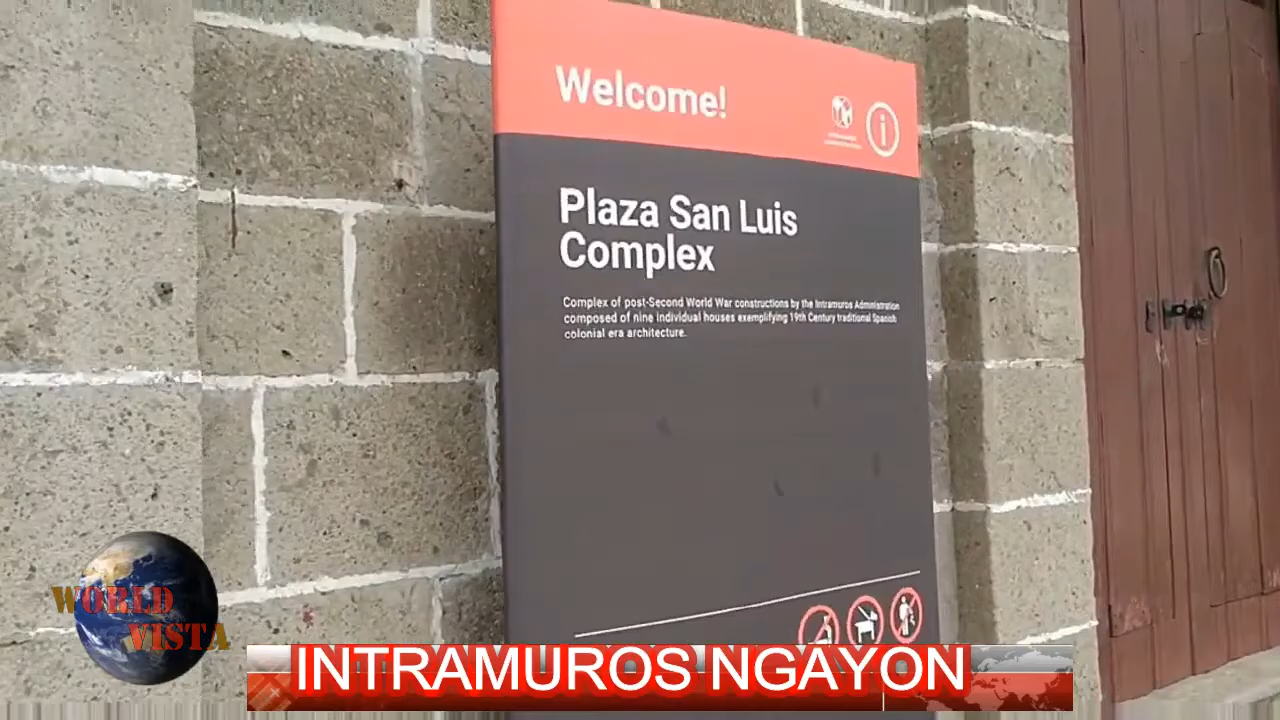 Welcome!
i
Plaza San Luis
Complex
Complex of post-Second World War constructions by the Intramuros Administration
composed of nine individual houses exemplifying 19th Century traditional Spanish
colonial era architecture.
WORLD
VISTA
INTRAMUROS NGAYON